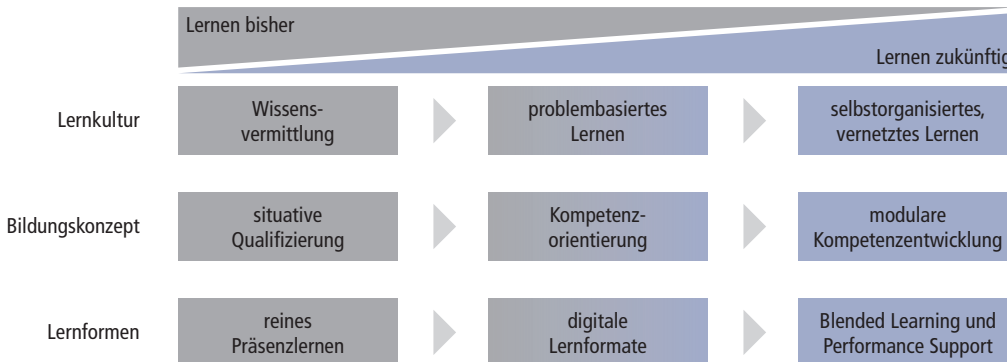 Lernen bisher
Lernen zukünftig
Lernkultur
Wissens-
vermittlung
problembasiertes
Lernen
selbstorganisiertes,
vernetztes Lernen
Bildungskonzept
situative
Qualifizierung
Kompetenz-
orientierung
modulare
Kompetenzentwicklung
Lernformen
reines
Präsenzlernen
digitale
Lernformate
Blended Learning und
Performance Support